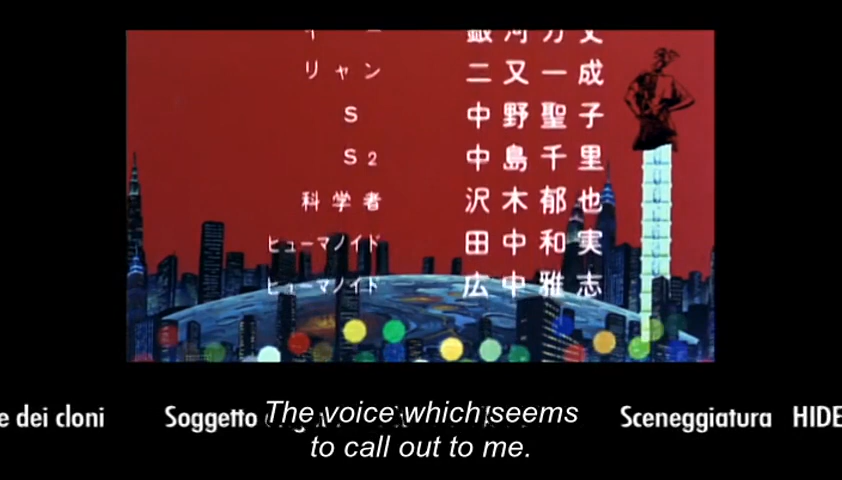 リャン 二又一成
S 中野聖子
S2 中島千里
科学者 沢木郁也
ヒューマノイド 田中和実
ヒューマノイド 広中雅志
e dei cloni Soggetto Sceneggiatura HIDE
The voice which seems
to call out to me.